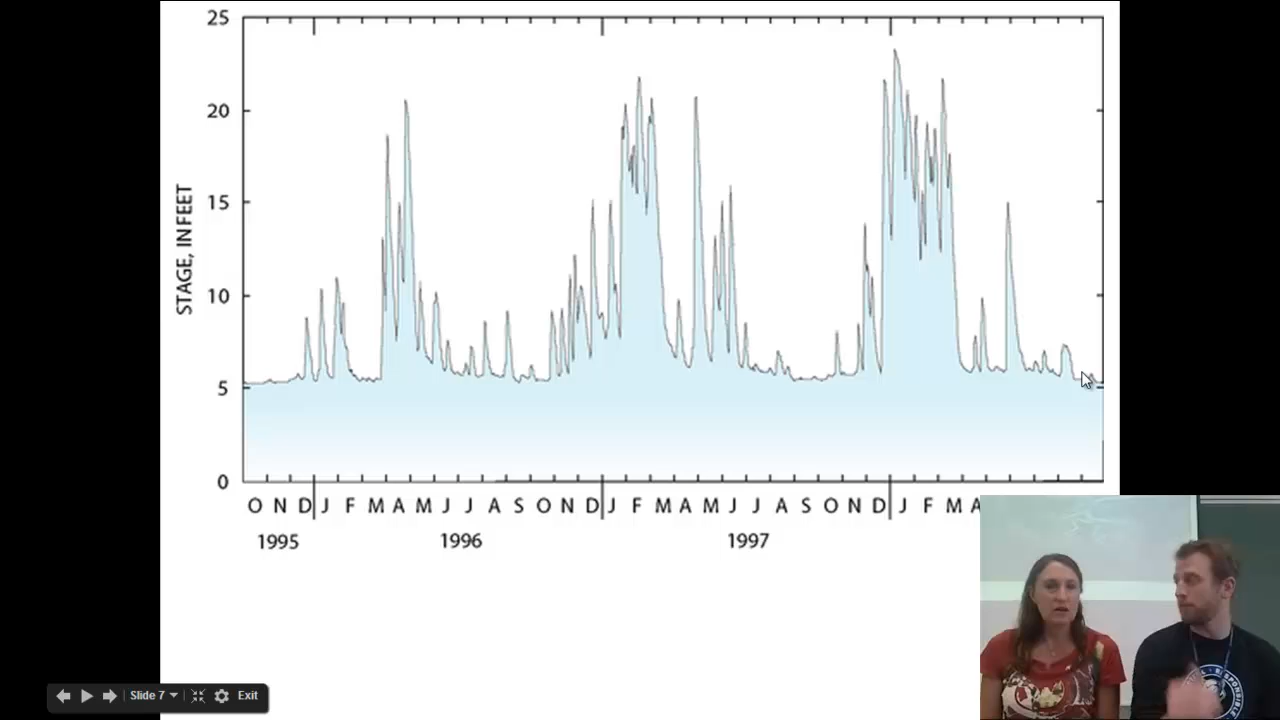 25
20
15
10
5
0
STAGE, IN FEET
O N D J F M A M J J A S O N D J F M A M J J A S O N D J F M A
1995 1996 1997
Slide 7 Exit